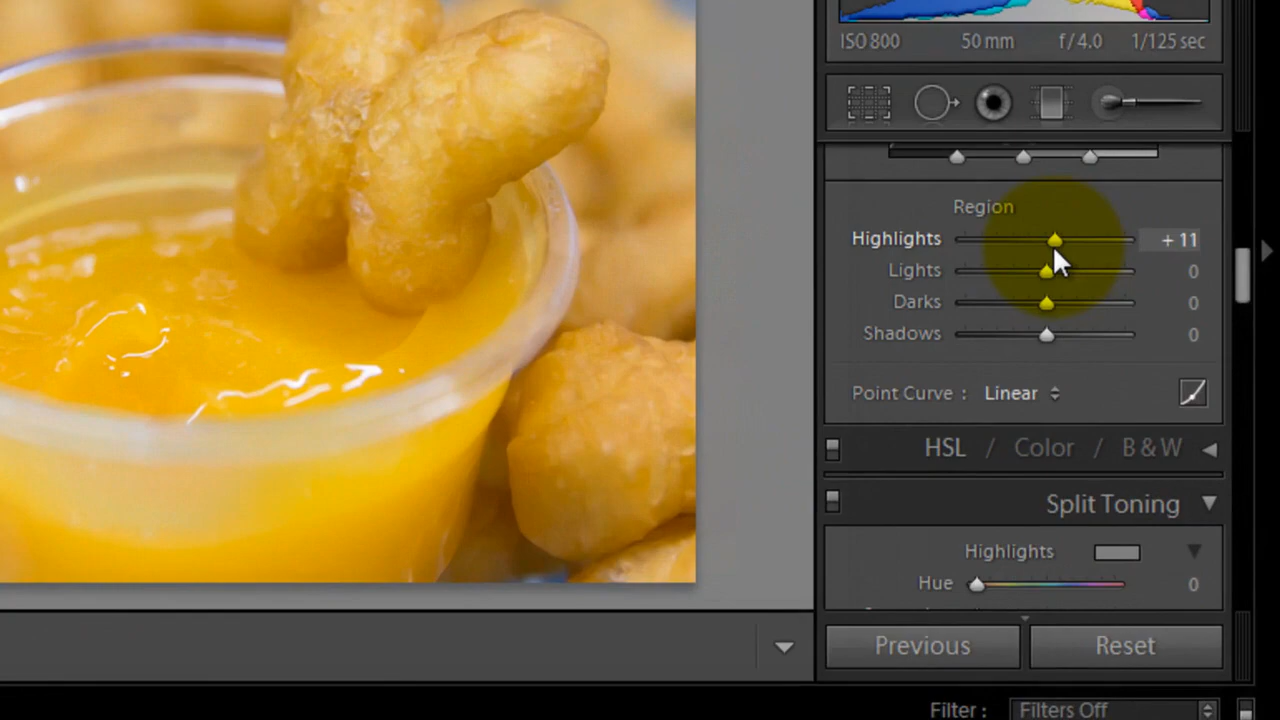 ISO 800 50 mm f / 4.0 1/125 sec
Region
Highlights + 11
Lights 0
Darks 0
Shadows 0
Point Curve : Linear
HSL / Color / B & W
Split Toning
Highlights
Hue 0
Previous Reset
Filter : Filters Off